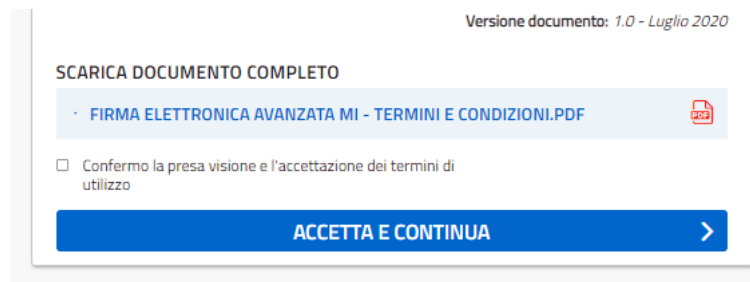 Versione documento: 1.0 - Luglio 2020
SCARICA DOCUMENTO COMPLETO
· FIRMA ELETTRONICA AVANZATA MI - TERMINI E CONDIZIONI.PDF
PDF
Confermo la presa visione e l'accettazione dei termini di
utilizzo
ACCETTA E CONTINUA